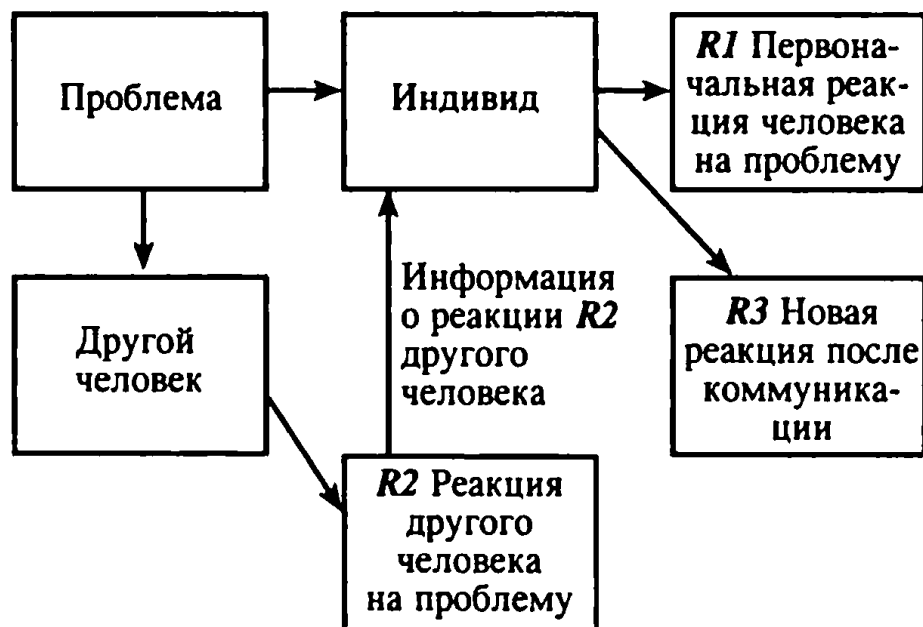 Проблема
Индивид
R1 Первона-
чальная реак-
ция человека
на проблему
Другой
человек
Информация
о реакции R2
другого
человека
R3 Новая
реакция после
коммуника-
ции
R2 Реакция
другого
человека
на проблему